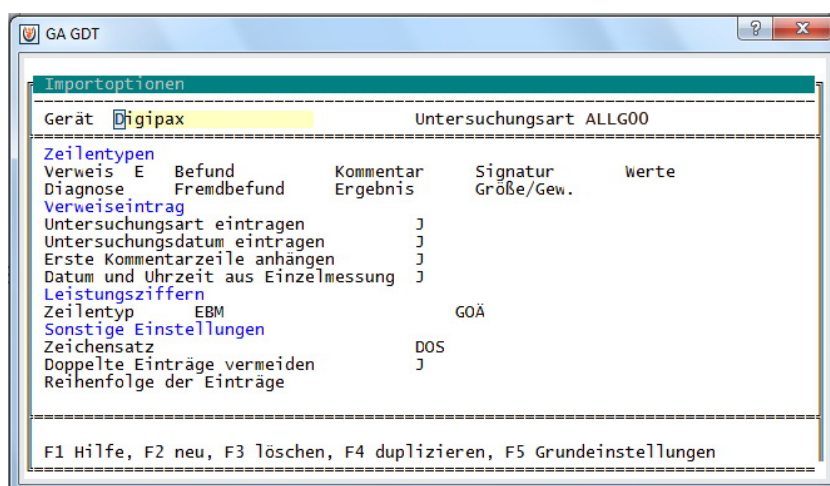 GA GDT
Importoptionen
Gerät Digipax Untersuchungsart ALLG00
Zeilentypen
Verweis E Befund Kommentar Signatur Werte
Diagnose Fremdbefund Ergebnis Größe/Gew.
Verweiseintrag
Untersuchungsart eintragen J
Untersuchungsdatum eintragen J
Erste Kommentarzeile anhängen J
Datum und Uhrzeit aus Einzelmessung J
Leistungsziffern
Zeilentyp EBM GOÄ
Sonstige Einstellungen
Zeichensatz DOS
Doppelte Einträge vermeiden J
Reihenfolge der Einträge
F1 Hilfe, F2 neu, F3 löschen, F4 duplizieren, F5 Grundeinstellungen